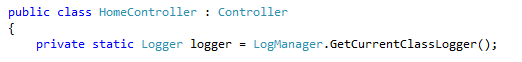 public class HomeController : Controller
{
    private static Logger logger = LogManager.GetCurrentClassLogger();